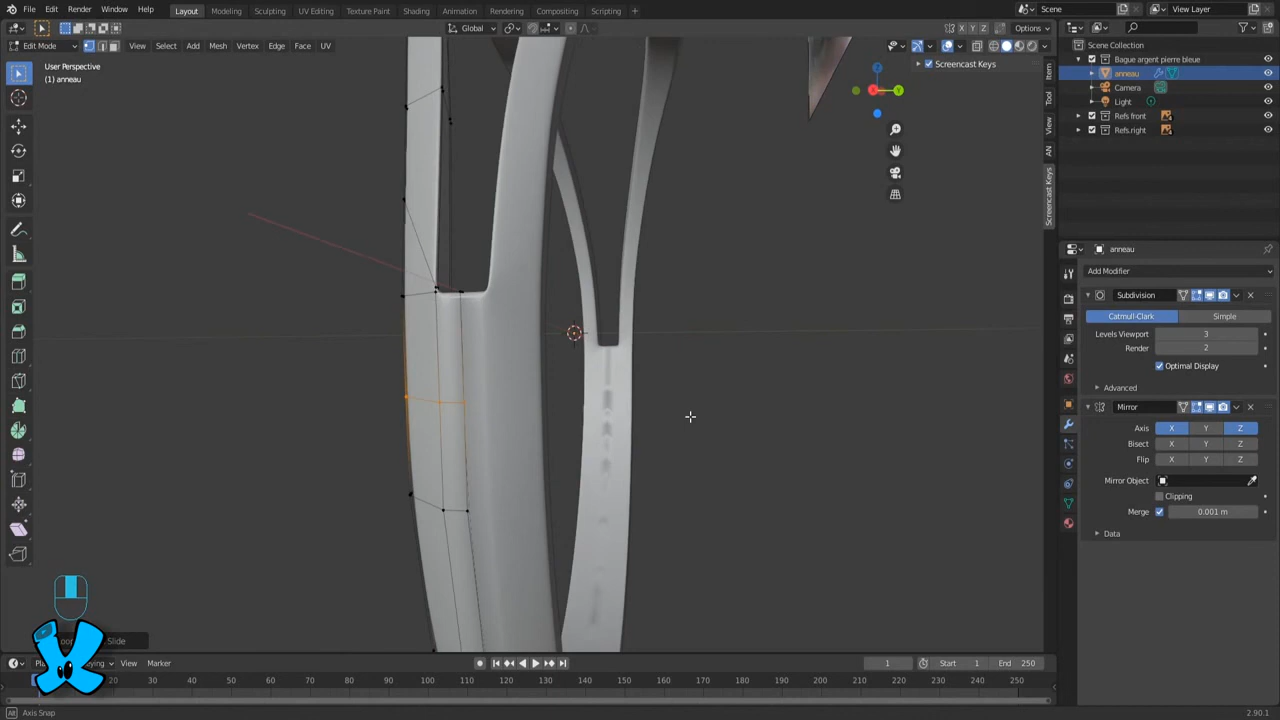 File Edit Render Window Help Layout Modeling Sculpting UV Editing Texture Paint Shading Animation Rendering Compositing Scripting + Scene View Layer
Global Options
Edit Mode View Select Add Mesh Vertex Edge Face UV X Y Z
User Perspective
(1) anneau
Screencast Keys
Item
Tool
View
AN
Screencast Keys
Z
X
Y
Scene Collection
Bague argent pierre bleue
anneau
Camera
Light
Refs front
Refs right
anneau
Add Modifier
Subdivision
Catmull-Clark Simple
Levels Viewport 3
Render 2
Optimal Display
Advanced
Mirror
Axis X Y Z
Bisect X Y Z
Flip X Y Z
Mirror Object
Clipping
Merge 0.001 m
Data
Slide
View Marker 1 Start 1 End 250
20 30 40 50 60 70 80 90 100 110 120 130 140 150 160 170 180 190 200 210 220 230 240 250
Axis Snap 2.90.1